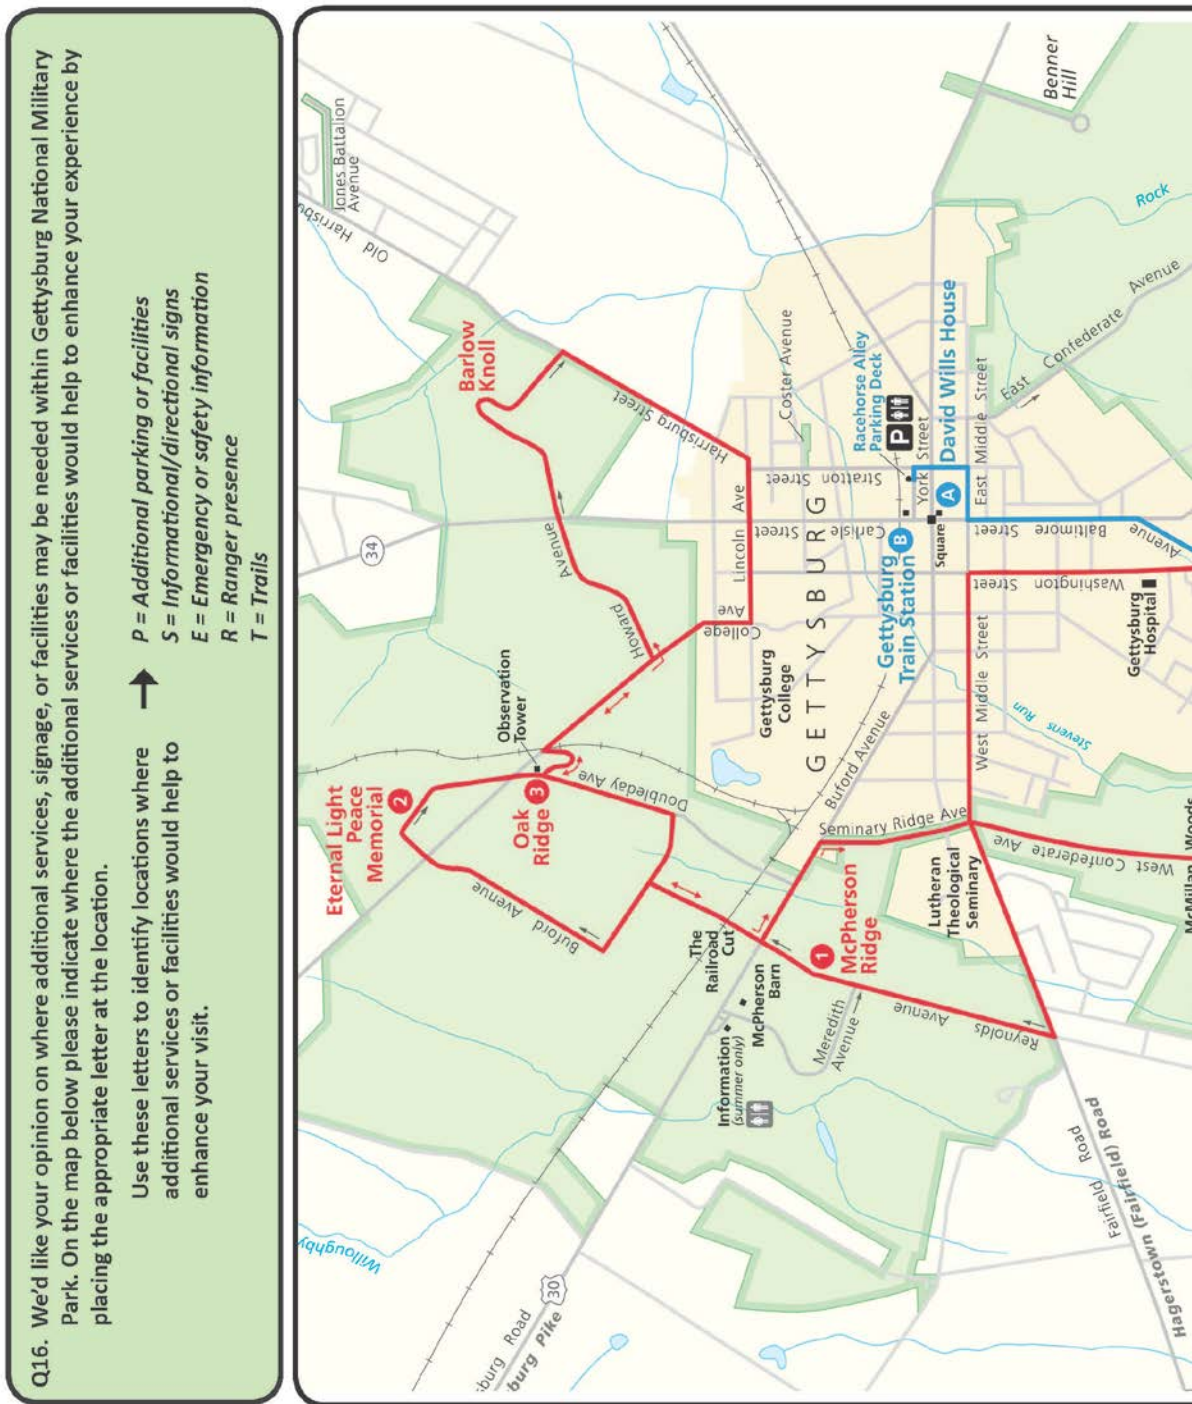 Q16. We'd like your opinion on where additional services, signage, or facilities may be needed within Gettysburg National Military
Park. On the map below please indicate where the additional services or facilities would help to enhance your experience by
placing the appropriate letter at the location.
Use these letters to identify locations where
additional services or facilities would help to
enhance your visit.
P = Additional parking or facilities
S = Informational/directional signs
E = Emergency or safety information
R = Ranger presence
T = Trails
Jones Battalion
Avenue
Old Harrisbu
Benner
Hill
Rock
Barlow
Knoll
Harrisburg Street
34
Howard
Avenue
Observation
Tower
Eternal Light
Peace
Memorial
2
Oak
Ridge
3
Doubleday Ave
Buford Avenue
Lincoln Ave
College
Ave
Gettysburg
College
GETTYSBURG
Coster Avenue
Stratton Street
Carlisle Street
Racehorse Alley
Parking Deck
P
York Street
David Wills House
A
B
Gettysburg
Train Station
Square
East Middle Street
East Confederate Avenue
Baltimore Street
Avenue
Washington Street
Gettysburg
Hospital
West Middle Street
Stevens Run
Buford Avenue
Seminary Ridge Ave
West Confederate Ave
McMillan Woods
Lutheran
Theological
Seminary
The
Railroad
Cut
McPherson
Barn
1
McPherson
Ridge
Information
(summer only)
Meredith
Avenue
Reynolds Avenue
Willoughby
burg Road
burg Pike
30
Fairfield Road
Hagerstown (Fairfield) Road